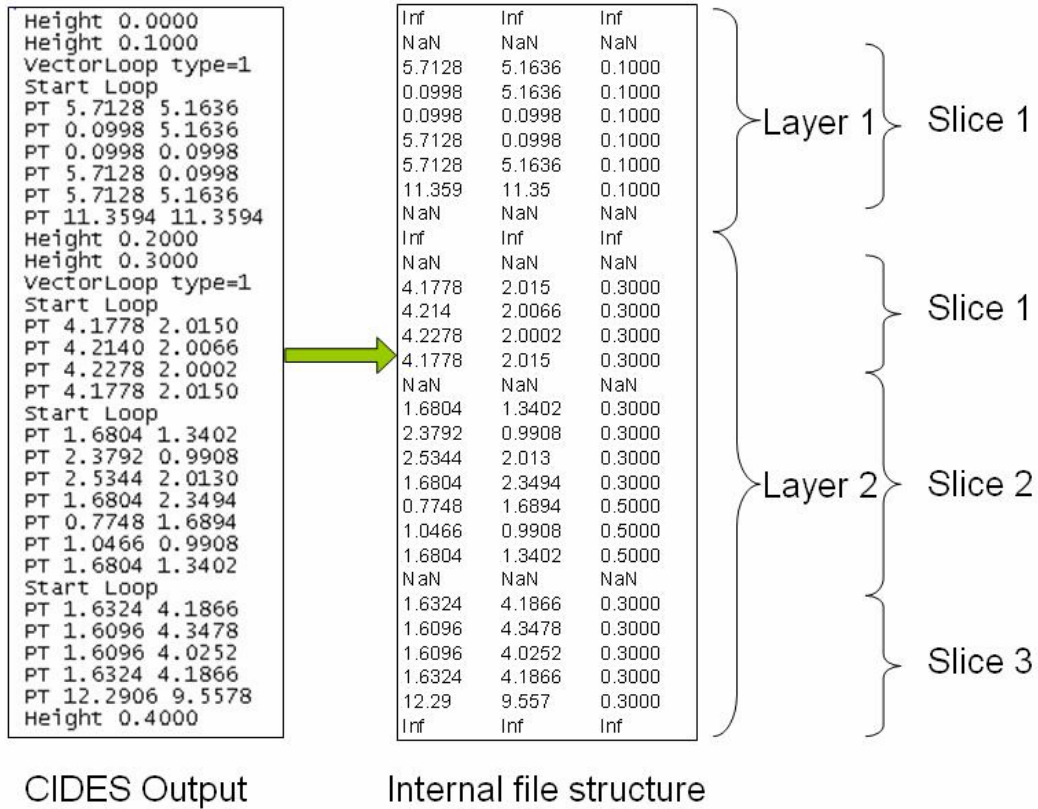 Height 0.0000
Height 0.1000
VectorLoop type=1
Start Loop
PT 5.7128 5.1636
PT 0.0998 5.1636
PT 0.0998 0.0998
PT 5.7128 0.0998
PT 5.7128 5.1636
PT 11.3594 11.3594
Height 0.2000
Height 0.3000
VectorLoop type=1
Start Loop
PT 4.1778 2.0150
PT 4.2140 2.0066
PT 4.2278 2.0002
PT 4.1778 2.0150
Start Loop
PT 1.6804 1.3402
PT 2.3792 0.9908
PT 2.5344 2.0130
PT 1.6804 2.3494
PT 0.7748 1.6894
PT 1.0466 0.9908
PT 1.6804 1.3402
Start Loop
PT 1.6324 4.1866
PT 1.6096 4.3478
PT 1.6096 4.0252
PT 1.6324 4.1866
PT 12.2906 9.5578
Height 0.4000
CIDES Output
Inf Inf Inf
NaN NaN NaN
5.7128 5.1636 0.1000
0.0998 5.1636 0.1000
0.0998 0.0998 0.1000
5.7128 0.0998 0.1000
5.7128 5.1636 0.1000
11.359 11.35 0.1000
NaN NaN NaN
Inf Inf Inf
NaN NaN NaN
4.1778 2.015 0.3000
4.214 2.0066 0.3000
4.2278 2.0002 0.3000
4.1778 2.015 0.3000
NaN NaN NaN
1.6804 1.3402 0.3000
2.3792 0.9908 0.3000
2.5344 2.013 0.3000
1.6804 2.3494 0.3000
0.7748 1.6894 0.5000
1.0466 0.9908 0.5000
1.6804 1.3402 0.5000
NaN NaN NaN
1.6324 4.1866 0.3000
1.6096 4.3478 0.3000
1.6096 4.0252 0.3000
1.6324 4.1866 0.3000
12.29 9.557 0.3000
Inf Inf Inf
Internal file structure
Layer 1
Slice 1
Layer 2
Slice 1
Slice 2
Slice 3